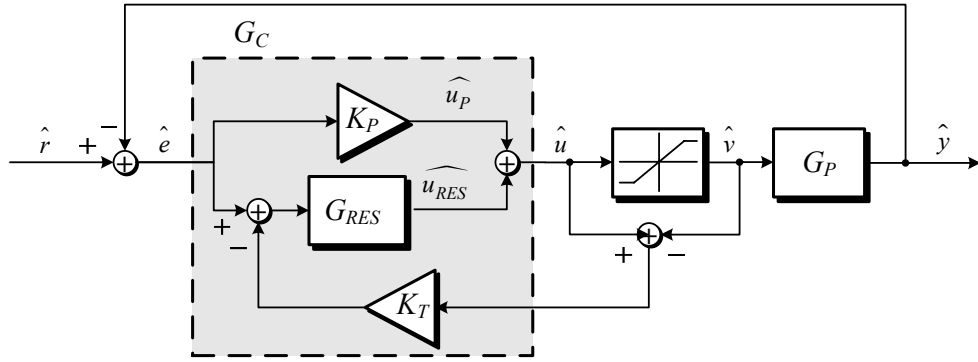 G_C
−
r̂
+
ê
K_P
û_P
û
v̂
G_P
ŷ
G_RES
û_RES
+
−
+
−
K_T